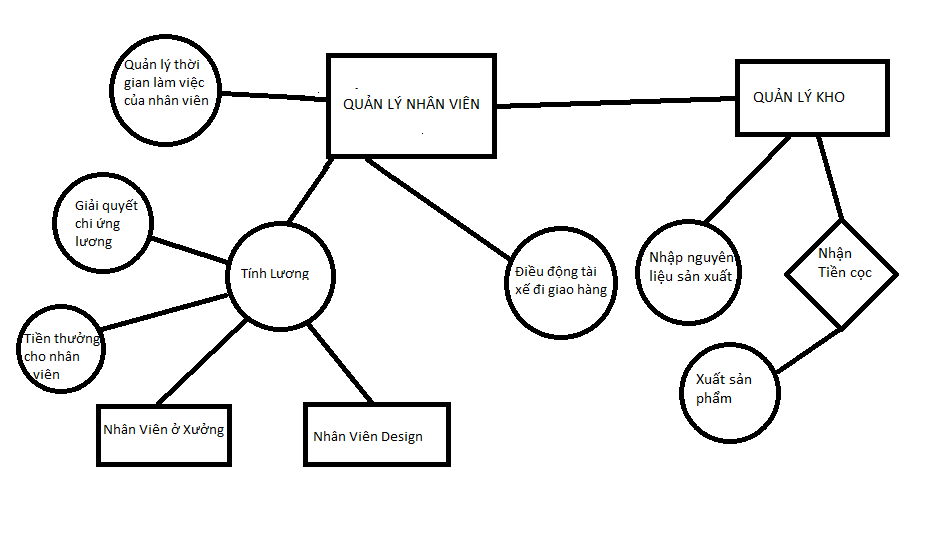 Quản lý thời
gian làm việc
của nhân viên
QUẢN LÝ NHÂN VIÊN
QUẢN LÝ KHO
Giải quyết
chi ứng
lương
Tính Lương
Điều động tài
xế đi giao hàng
Nhập nguyên
liệu sản xuất
Nhận
Tiền cọc
Tiền thưởng
cho nhân
viên
Xuất sản
phẩm
Nhân Viên ở Xưởng
Nhân Viên Design